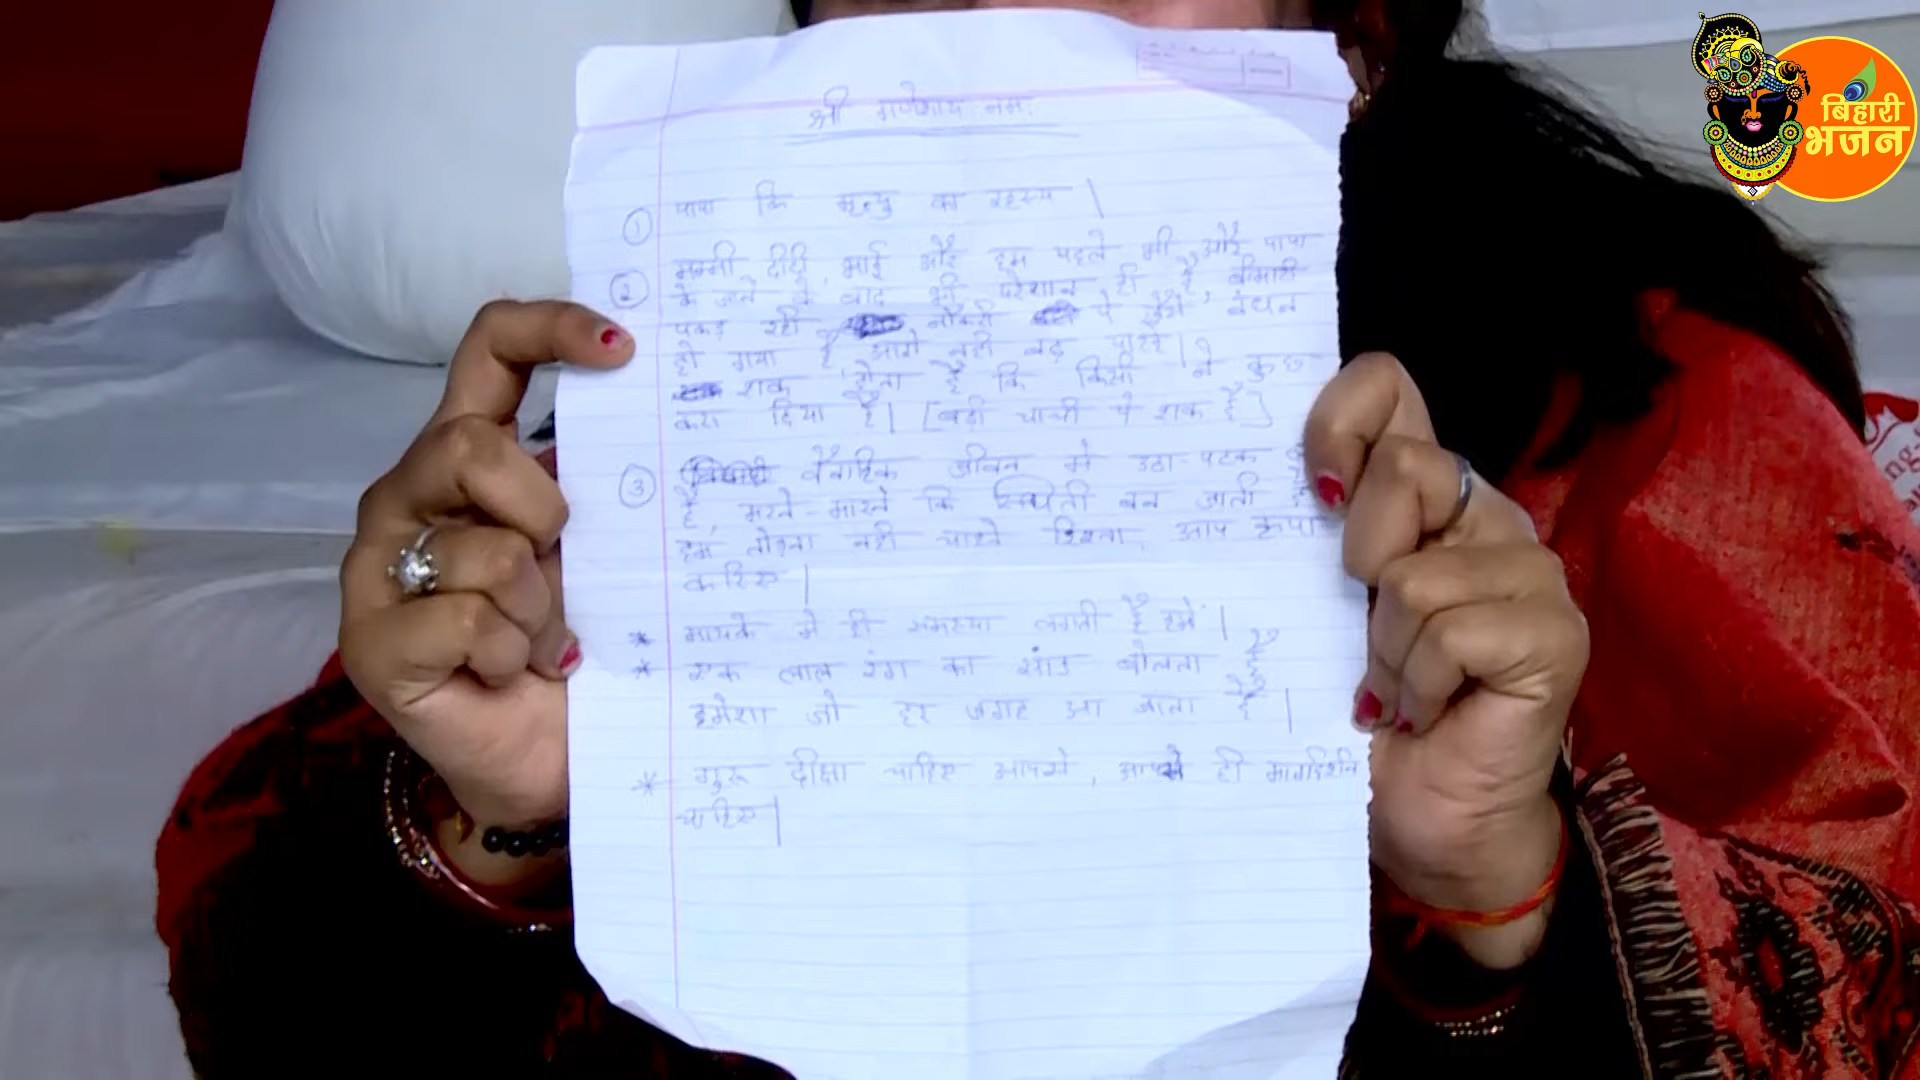 श्री गणेशाय नमः
① पापा कि मृत्यु का रहस्य |
② मम्मी दीदी, भाई और हम पहले भी और पापा
के जाने के बाद भी परेशान ही है, बीमारी
पकड़ रही नौकरी पे मुझे, बंधन
हो गया है आगे नही बढ़ पाते |
शक होता है कि किसी ने कुछ
करा दिया है | [बड़ी चाची पे शक है]
③ वैवाहिक जीवन मे उठा-पटक
है, मरने-मारने कि स्थिती बन जाती है
हम तोड़ना नही चाहते रिश्ता, आप कृपा
करिए |
* मायके मे ही समस्या लगती है हमें |
* एक लाल रंग का सांड बोलता है
हमेशा जो हर जगह आ जाता है |
* गुरू दीक्षा चाहिए आपसे, आपसे ही मार्गदर्शन
चाहिए |
बिहारी
भजन